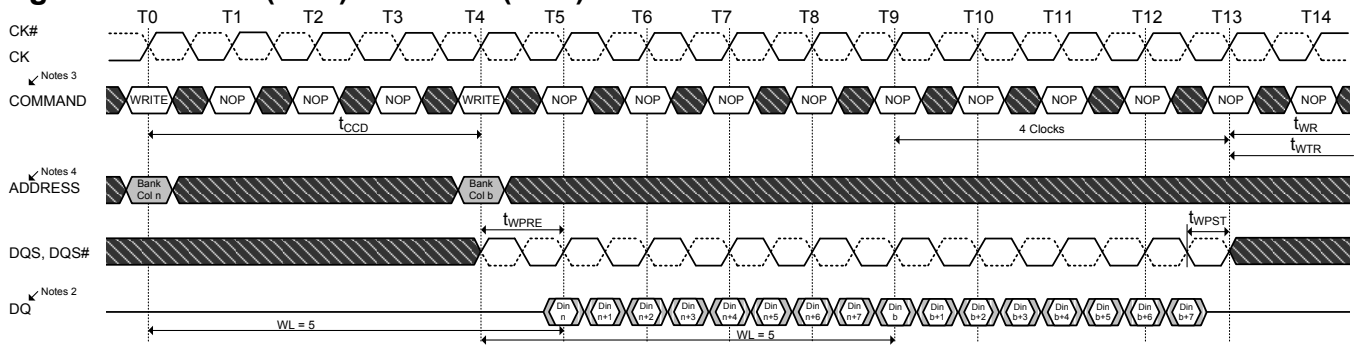 T0 T1 T2 T3 T4 T5 T6 T7 T8 T9 T10 T11 T12 T13 T14
CK#
CK
Notes 3
COMMAND WRITE NOP NOP NOP WRITE NOP NOP NOP NOP NOP NOP NOP NOP NOP NOP
tCCD 4 Clocks tWR
tWTR
Notes 4
ADDRESS Bank Col n Bank Col b
tWPRE tWPST
DQS, DQS#
Notes 2
DQ Din n Din n+1 Din n+2 Din n+3 Din n+4 Din n+5 Din n+6 Din n+7 Din b Din b+1 Din b+2 Din b+3 Din b+4 Din b+5 Din b+6 Din b+7
WL = 5 WL = 5